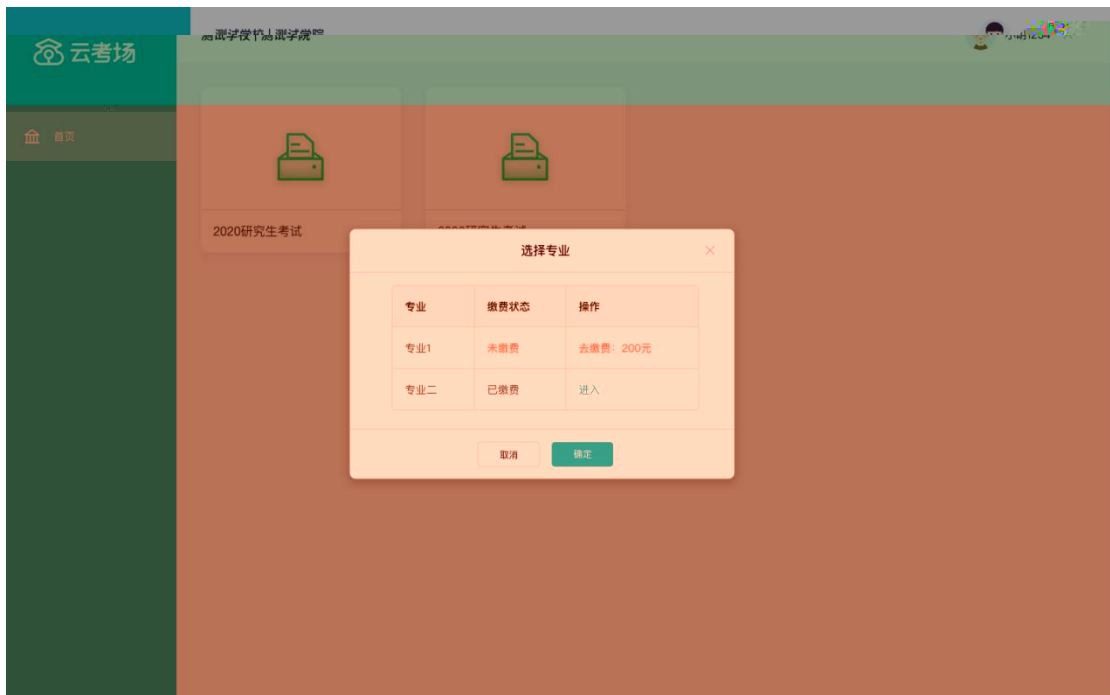 云考场
测试学校测试学院
首页
2020研究生考试
选择专业
专业 缴费状态 操作
专业1 未缴费 去缴费：200元
专业二 已缴费 进入
取消 确定